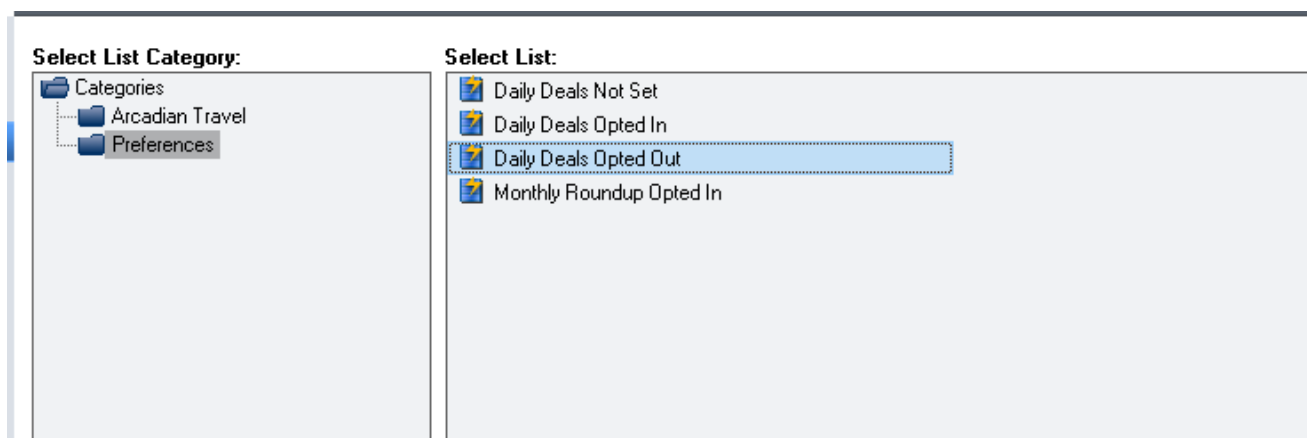 Select List Category:
Categories
Arcadian Travel
Preferences
Select List:
Daily Deals Not Set
Daily Deals Opted In
Daily Deals Opted Out
Monthly Roundup Opted In